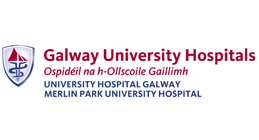 Galway University Hospitals
Ospidéil na h-Ollscoile Gaillimh
UNIVERSITY HOSPITAL GALWAY
MERLIN PARK UNIVERSITY HOSPITAL